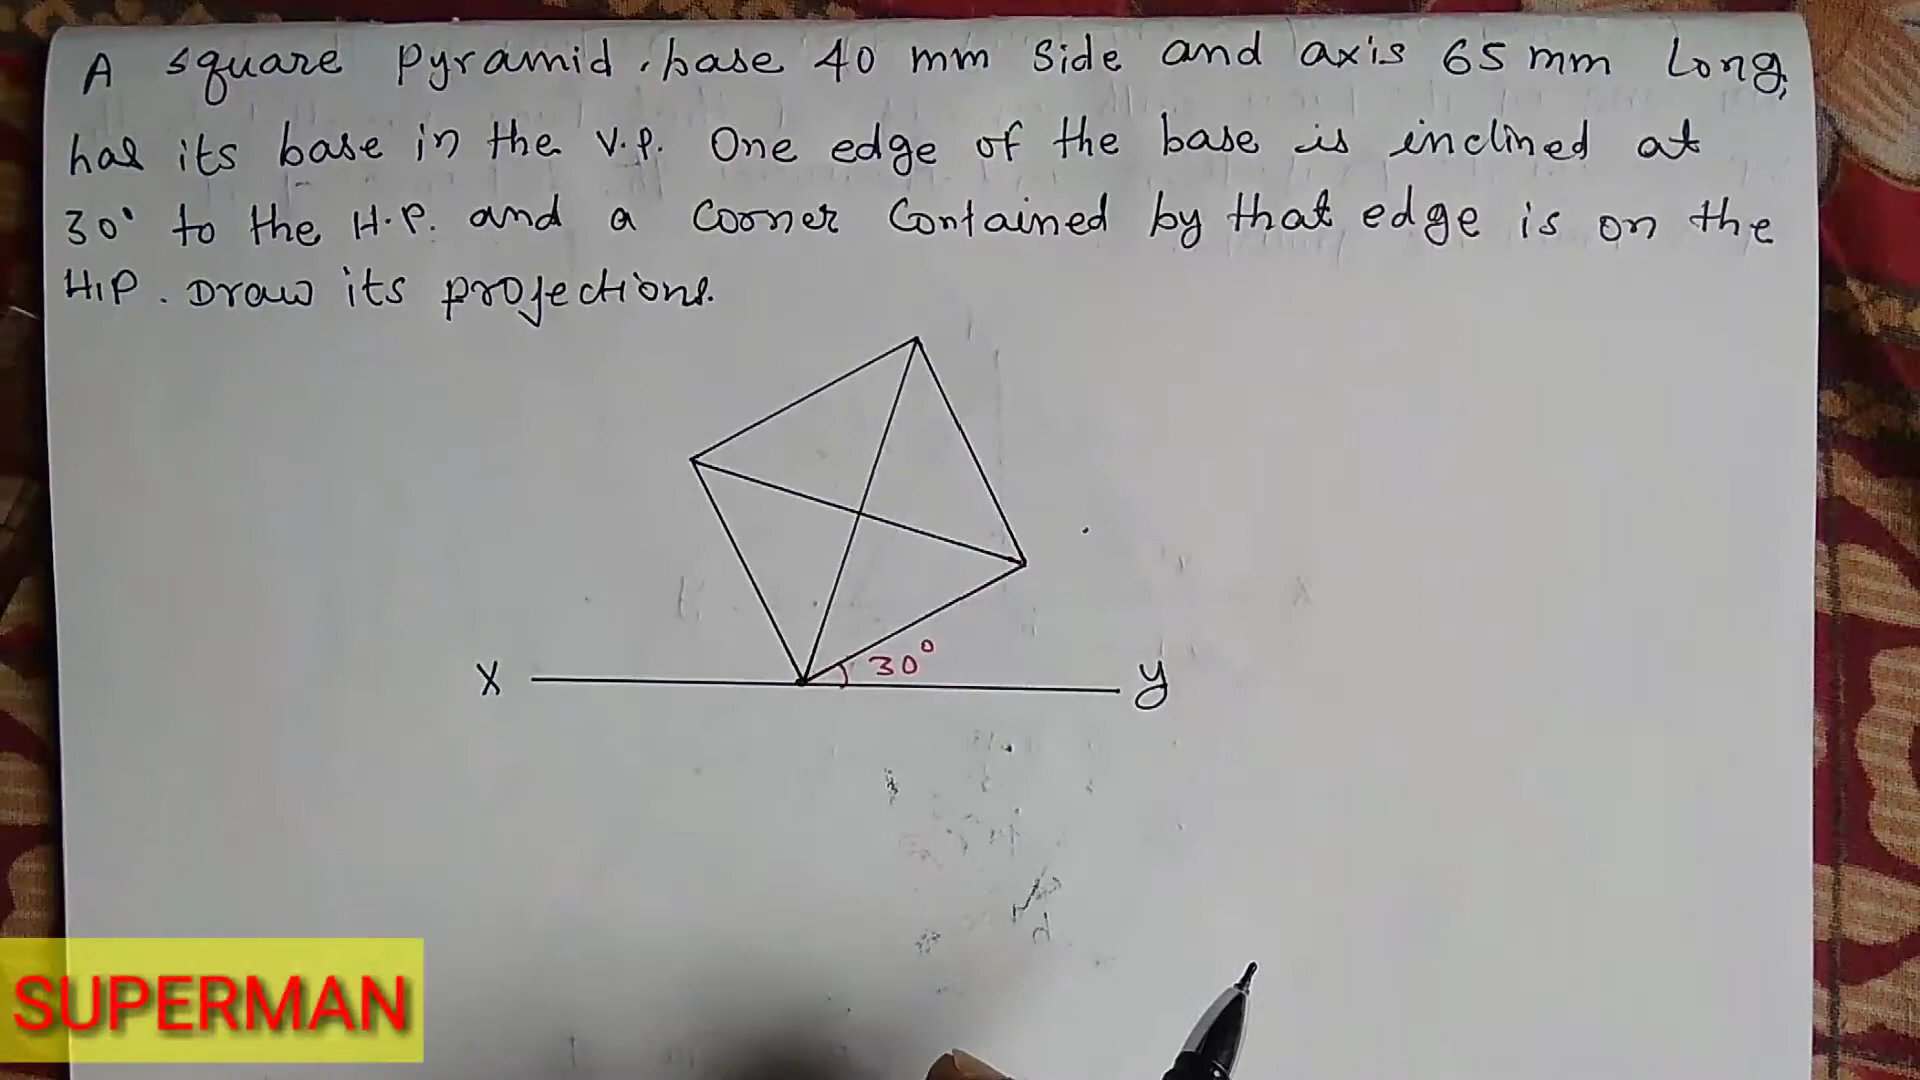 A square pyramid, base 40 mm side and axis 65 mm long,
has its base in the V.P. One edge of the base is inclined at
30° to the H.P. and a corner contained by that edge is on the
H.P. Draw its projections.
30°
X
y
SUPERMAN